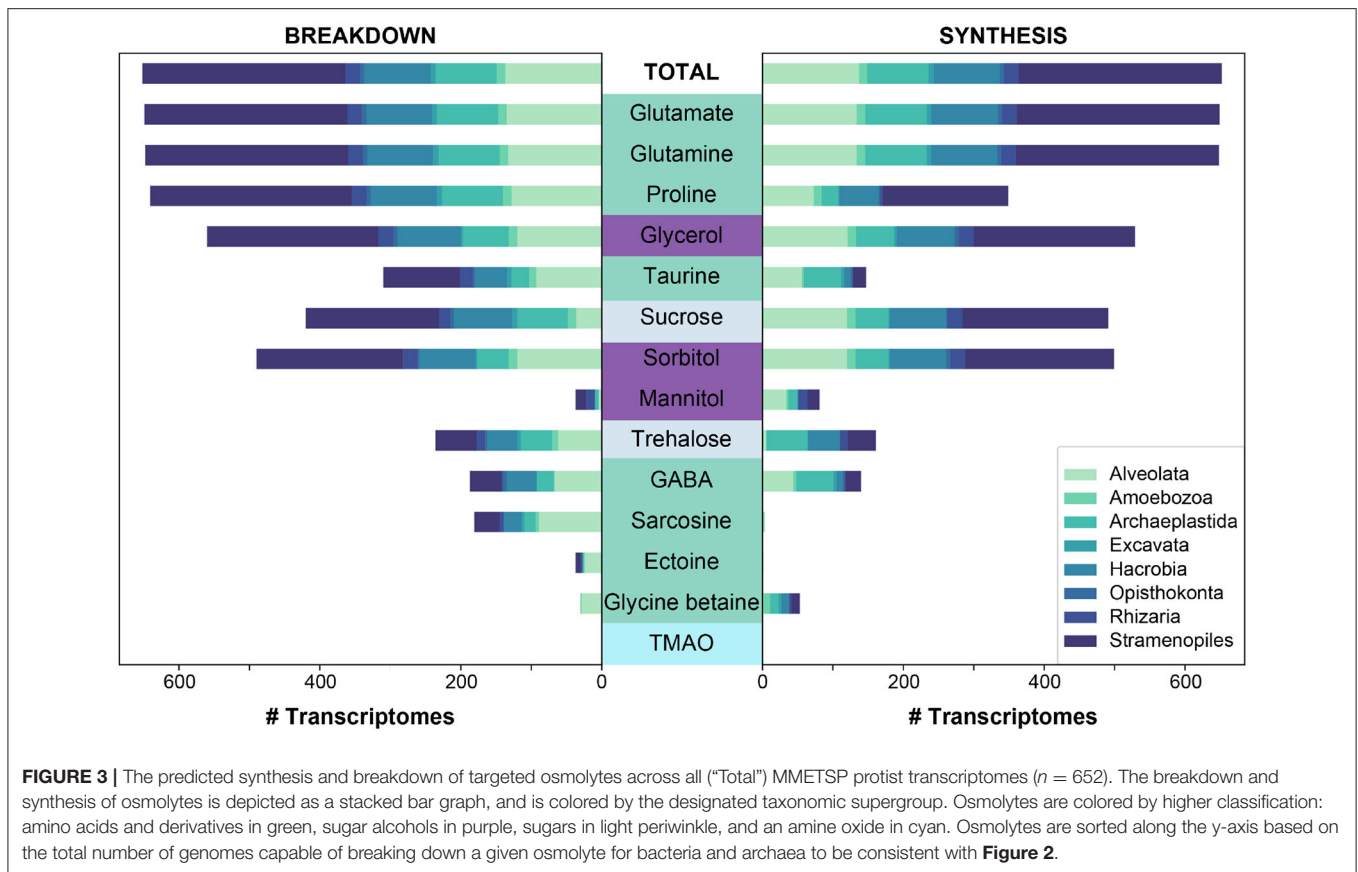 BREAKDOWN
SYNTHESIS
TOTAL
Glutamate
Glutamine
Proline
Glycerol
Taurine
Sucrose
Sorbitol
Mannitol
Trehalose
GABA
Sarcosine
Ectoine
Glycine betaine
TMAO
Alveolata
Amoebozoa
Archaeplastida
Excavata
Hacrobia
Opisthokonta
Rhizaria
Stramenopiles
600 400 200 0
0 200 400 600
# Transcriptomes
# Transcriptomes
FIGURE 3 | The predicted synthesis and breakdown of targeted osmolytes across all (“Total”) MMETSP protist transcriptomes (n = 652). The breakdown and
synthesis of osmolytes is depicted as a stacked bar graph, and is colored by the designated taxonomic supergroup. Osmolytes are colored by higher classification:
amino acids and derivatives in green, sugar alcohols in purple, sugars in light periwinkle, and an amine oxide in cyan. Osmolytes are sorted along the y-axis based on
the total number of genomes capable of breaking down a given osmolyte for bacteria and archaea to be consistent with Figure 2.